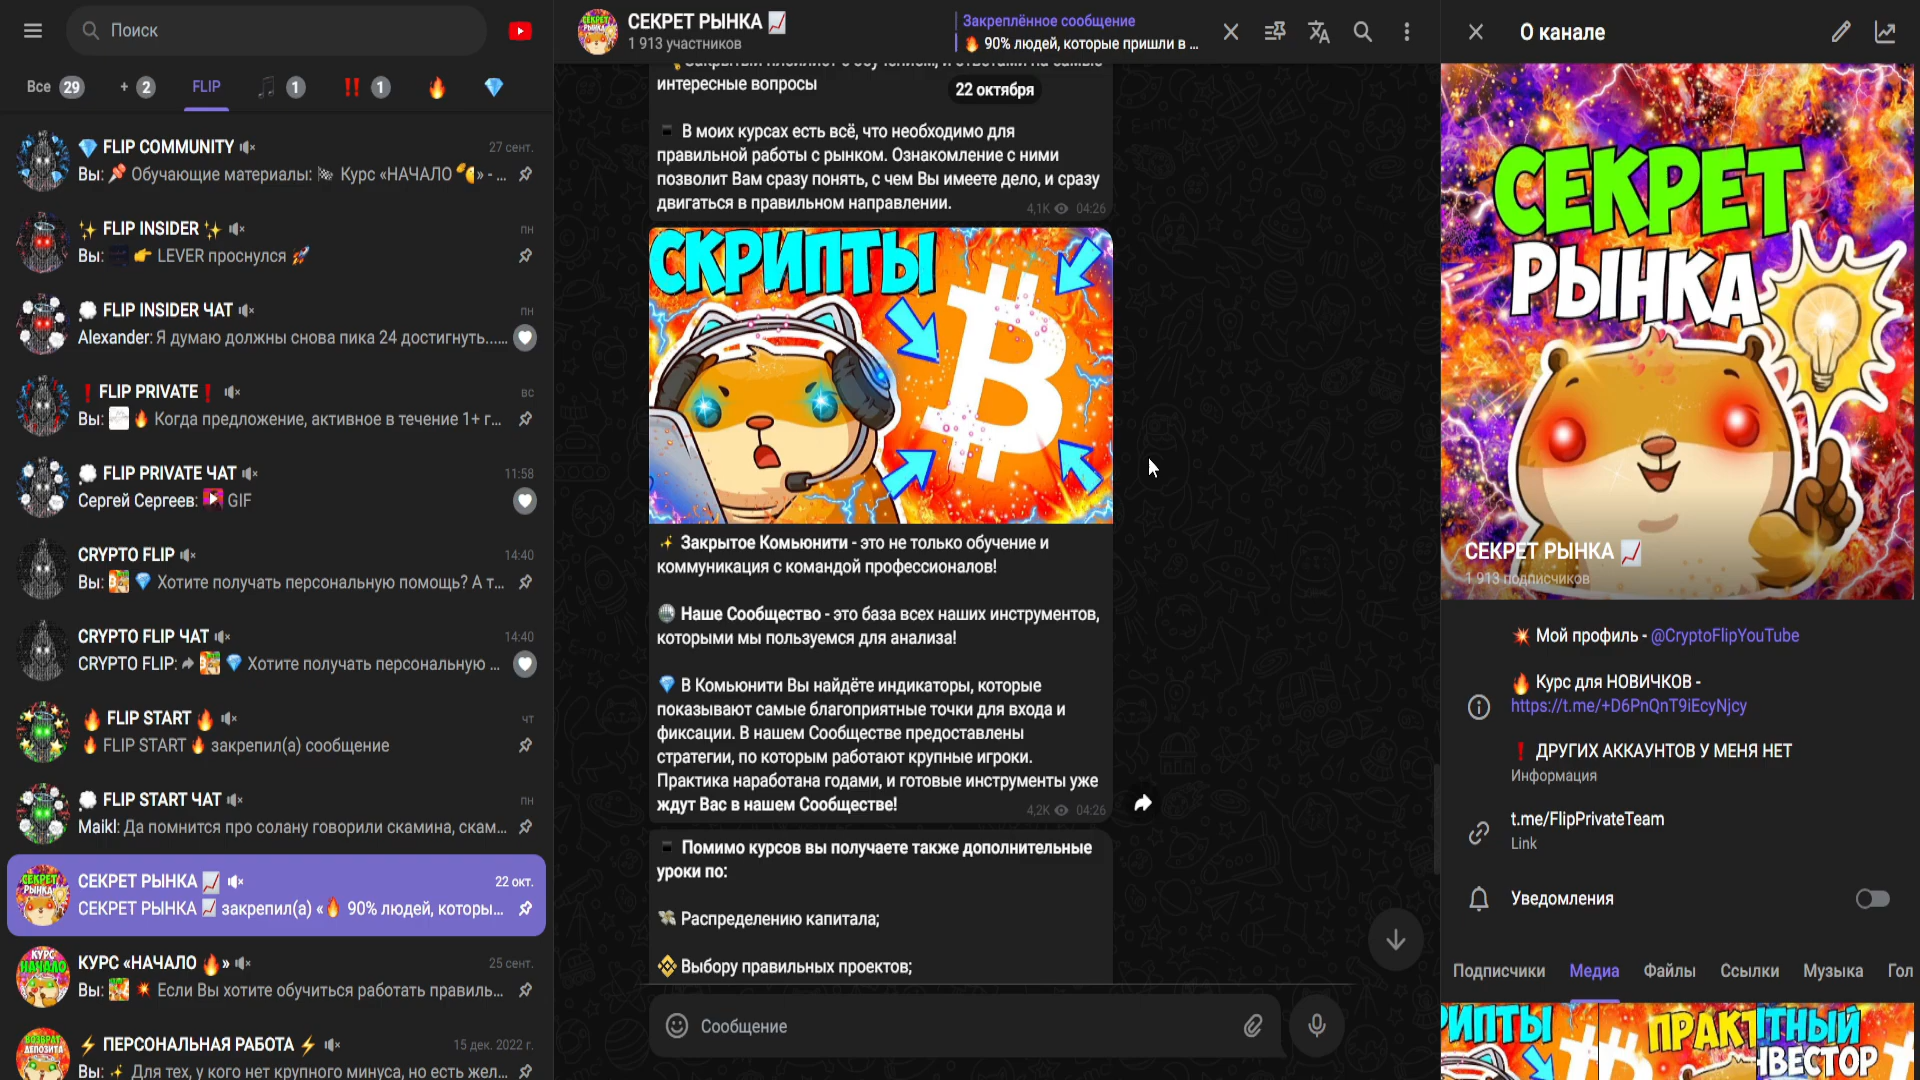 Поиск
Все 29
+ 2
FLIP
1
‼️ 1
FLIP COMMUNITY
27 сент.
Вы: 📌 Обучающие материалы: 🏁 Курс «НАЧАЛО » - ...
✨ FLIP INSIDER ✨
пн
Вы: 👉 LEVER проснулся 🚀
FLIP INSIDER ЧАТ
пн
Alexander: Я думаю должны снова пика 24 достигнуть......
❗ FLIP PRIVATE ❗
вс
Вы: 🔥 Когда предложение, активное в течение 1+ г...
FLIP PRIVATE ЧАТ
11:58
Сергей Сергеев: GIF
CRYPTO FLIP
14:40
Вы: 💎 Хотите получать персональную помощь? А т...
CRYPTO FLIP ЧАТ
14:40
CRYPTO FLIP: 💎 Хотите получать персональную ...
🔥 FLIP START 🔥
чт
🔥 FLIP START 🔥 закрепил(а) сообщение
FLIP START ЧАТ
пн
Maikl: Да помнится про солану говорили скамина, скам...
СЕКРЕТ РЫНКА 📈
22 окт.
СЕКРЕТ РЫНКА 📈 закрепил(а) «🔥 90% людей, которы...
КУРС «НАЧАЛО 🔥»
25 сент.
Вы: 💥 Если Вы хотите обучиться работать правиль...
⚡ ПЕРСОНАЛЬНАЯ РАБОТА ⚡
15 дек. 2022 г.
Вы: ✨ Для тех, у кого нет крупного минуса, но есть жел...
СЕКРЕТ РЫНКА 📈
1 913 участников
Закреплённое сообщение
🔥 90% людей, которые пришли в ...
Закрытый плейлист с обучением, и ответами на самые
интересные вопросы
22 октября
В моих курсах есть всё, что необходимо для
правильной работы с рынком. Ознакомление с ними
позволит Вам сразу понять, с чем Вы имеете дело, и сразу
двигаться в правильном направлении.
4,1K 04:26
СКРИПТЫ
✨ Закрытое Комьюнити - это не только обучение и
коммуникация с командой профессионалов!
Наше Сообщество - это база всех наших инструментов,
которыми мы пользуемся для анализа!
💎 В Комьюнити Вы найдёте индикаторы, которые
показывают самые благоприятные точки для входа и
фиксации. В нашем Сообществе предоставлены
стратегии, по которым работают крупные игроки.
Практика наработана годами, и готовые инструменты уже
ждут Вас в нашем Сообществе!
4,2K 04:26
Помимо курсов вы получаете также дополнительные
уроки по:
💸 Распределению капитала;
Выбору правильных проектов;
Сообщение
О канале
СЕКРЕТ
РЫНКА
СЕКРЕТ РЫНКА 📈
1 913 подписчиков
💥 Мой профиль - @CryptoFlipYouTube
🔥 Курс для НОВИЧКОВ -
https://t.me/+D6PnQnT9iEcyNjcy
❗ ДРУГИХ АККАУНТОВ У МЕНЯ НЕТ
Информация
t.me/FlipPrivateTeam
Link
Уведомления
Подписчики Медиа Файлы Ссылки Музыка Гол
РИПТЫ
ПРАКТ
ТНЫЙ
НВЕСТОР